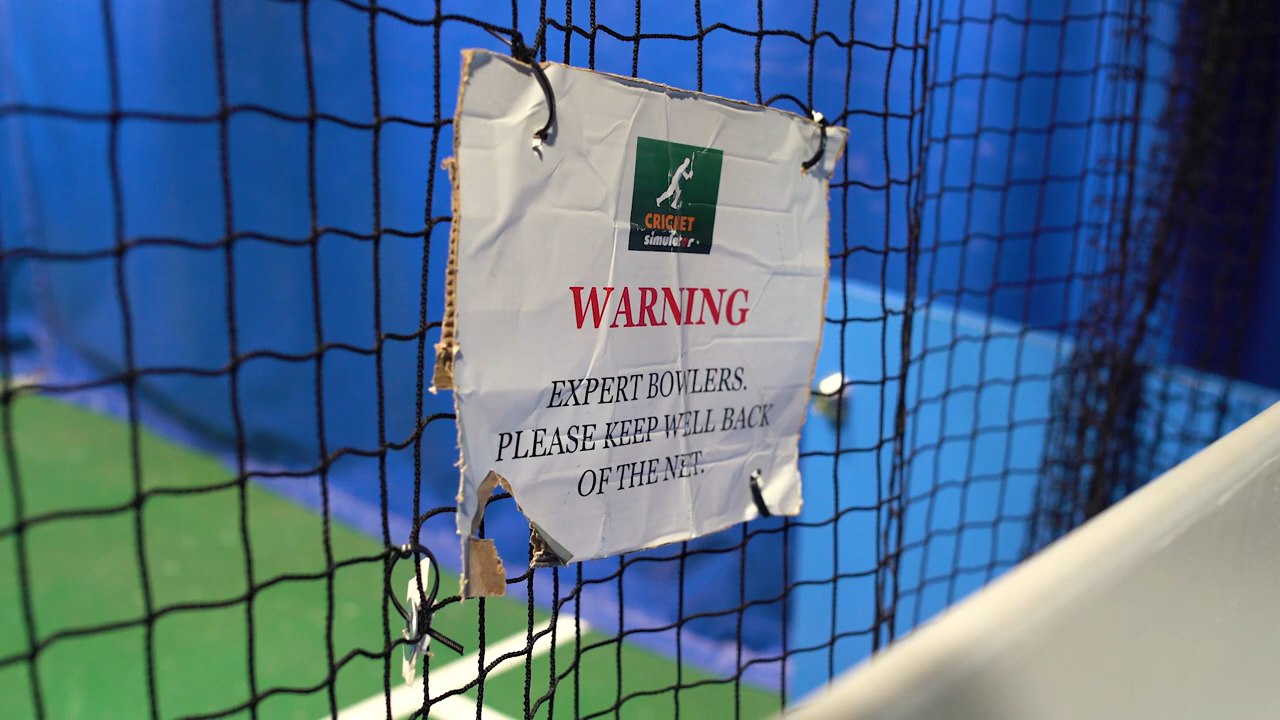 CRICKET
simulator
WARNING
EXPERT BOWLERS.
PLEASE KEEP WELL BACK
OF THE NET.